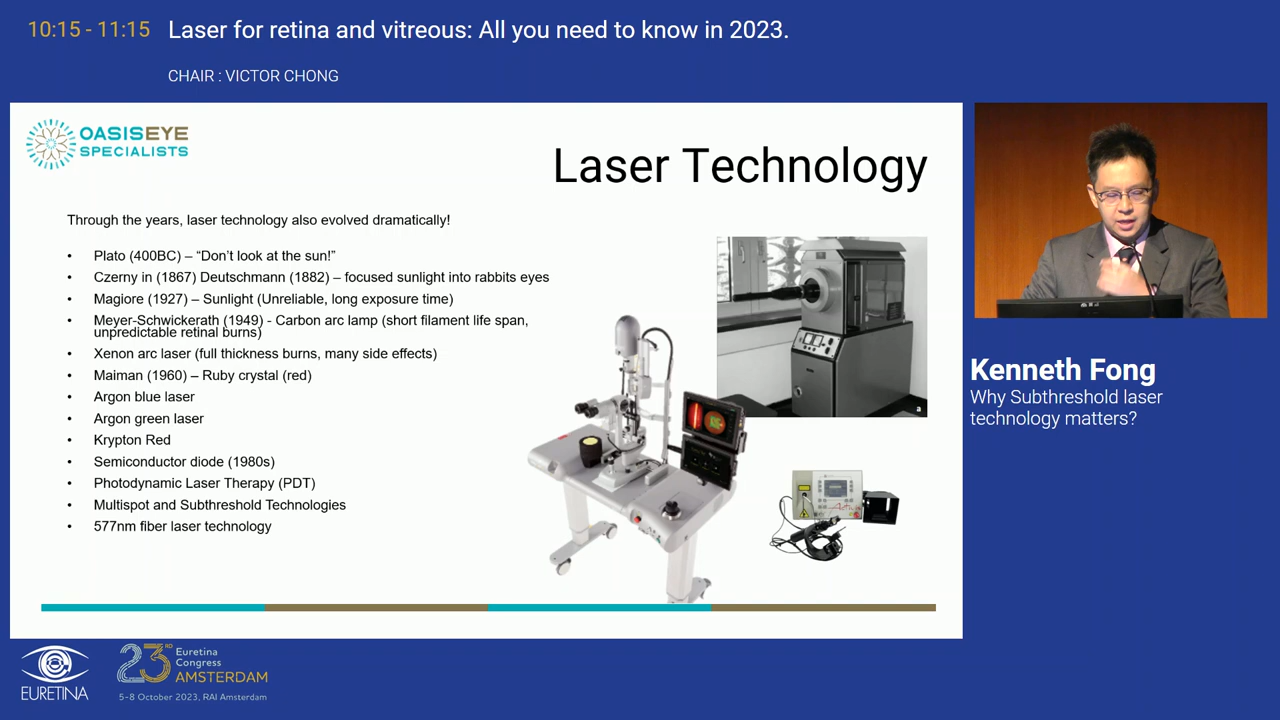 10:15 - 11:15
Laser for retina and vitreous: All you need to know in 2023.
CHAIR : VICTOR CHONG
OASISEYE
SPECIALISTS
Laser Technology
Through the years, laser technology also evolved dramatically!
• Plato (400BC) – “Don’t look at the sun!”
• Czerny in (1867) Deutschmann (1882) – focused sunlight into rabbits eyes
• Magiore (1927) – Sunlight (Unreliable, long exposure time)
• Meyer-Schwickerath (1949) - Carbon arc lamp (short filament life span,
unpredictable retinal burns)
• Xenon arc laser (full thickness burns, many side effects)
• Maiman (1960) – Ruby crystal (red)
• Argon blue laser
• Argon green laser
• Krypton Red
• Semiconductor diode (1980s)
• Photodynamic Laser Therapy (PDT)
• Multispot and Subthreshold Technologies
• 577nm fiber laser technology
a
Kenneth Fong
Why Subthreshold laser
technology matters?
EURETINA
23RD
Euretina
Congress
AMSTERDAM
5-8 October 2023, RAI Amsterdam